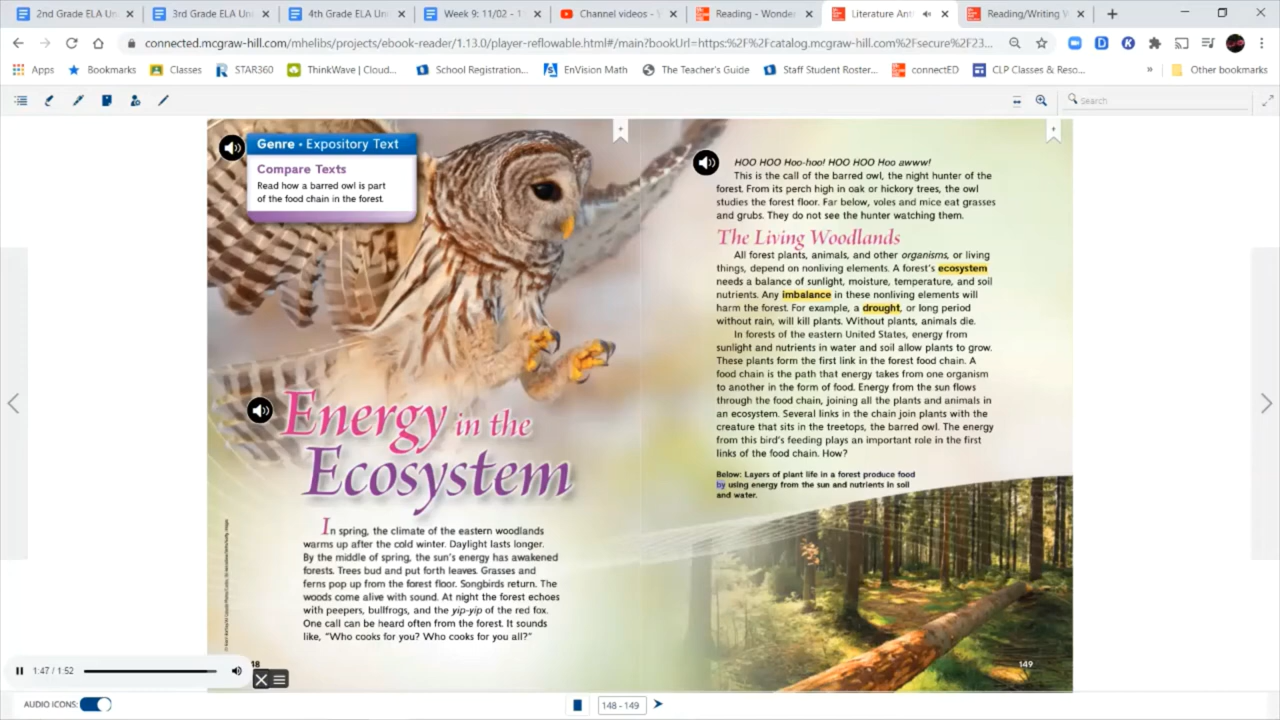 2nd Grade ELA Un
3rd Grade ELA Un
4th Grade ELA Un
Week 9: 11/02 - 1
Channel videos -
Reading - Wonder
Literature Ant
Reading/Writing W
connected.mcgraw-hill.com/mhelibs/projects/ebook-reader/1.13.0/player-reflowable.html#/main?bookUrl=https:%2F%2Fcatalog.mcgraw-hill.com%2Fsecure%2F23...
Apps
Bookmarks
Classes
STAR360
ThinkWave | Cloud...
School Registration...
EnVision Math
The Teacher's Guide
Staff Student Roster...
connectED
CLP Classes & Reso...
»
Other bookmarks
Search
Genre • Expository Text
Compare Texts
Read how a barred owl is part
of the food chain in the forest.
Energy in the
Ecosystem
In spring, the climate of the eastern woodlands
warms up after the cold winter. Daylight lasts longer.
By the middle of spring, the sun's energy has awakened
forests. Trees bud and put forth leaves. Grasses and
ferns pop up from the forest floor. Songbirds return. The
woods come alive with sound. At night the forest echoes
with peepers, bullfrogs, and the yip-yip of the red fox.
One call can be heard often from the forest. It sounds
like, "Who cooks for you? Who cooks for you all?"
HOO HOO Hoo-hoo! HOO HOO Hoo awww!
This is the call of the barred owl, the night hunter of the
forest. From its perch high in oak or hickory trees, the owl
studies the forest floor. Far below, voles and mice eat grasses
and grubs. They do not see the hunter watching them.
The Living Woodlands
All forest plants, animals, and other organisms, or living
things, depend on nonliving elements. A forest's ecosystem
needs a balance of sunlight, moisture, temperature, and soil
nutrients. Any imbalance in these nonliving elements will
harm the forest. For example, a drought, or long period
without rain, will kill plants. Without plants, animals die.
In forests of the eastern United States, energy from
sunlight and nutrients in water and soil allow plants to grow.
These plants form the first link in the forest food chain. A
food chain is the path that energy takes from one organism
to another in the form of food. Energy from the sun flows
through the food chain, joining all the plants and animals in
an ecosystem. Several links in the chain join plants with the
creature that sits in the treetops, the barred owl. The energy
from this bird's feeding plays an important role in the first
links of the food chain. How?
Below: Layers of plant life in a forest produce food
by using energy from the sun and nutrients in soil
and water.
149
1:47 / 1:52
48
AUDIO ICONS:
148 - 149